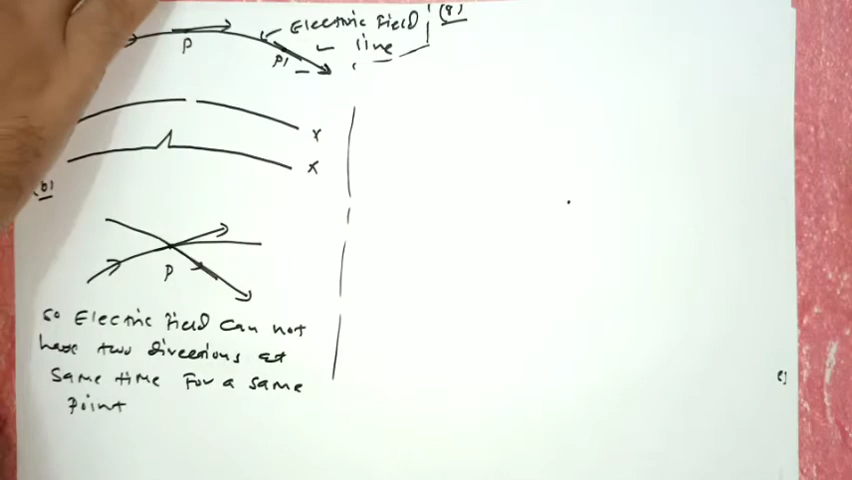 Electric Field (8)
P
line
P1
x
x
(b)
P
So Electric Field can not
have two directions at
same time for a same
point